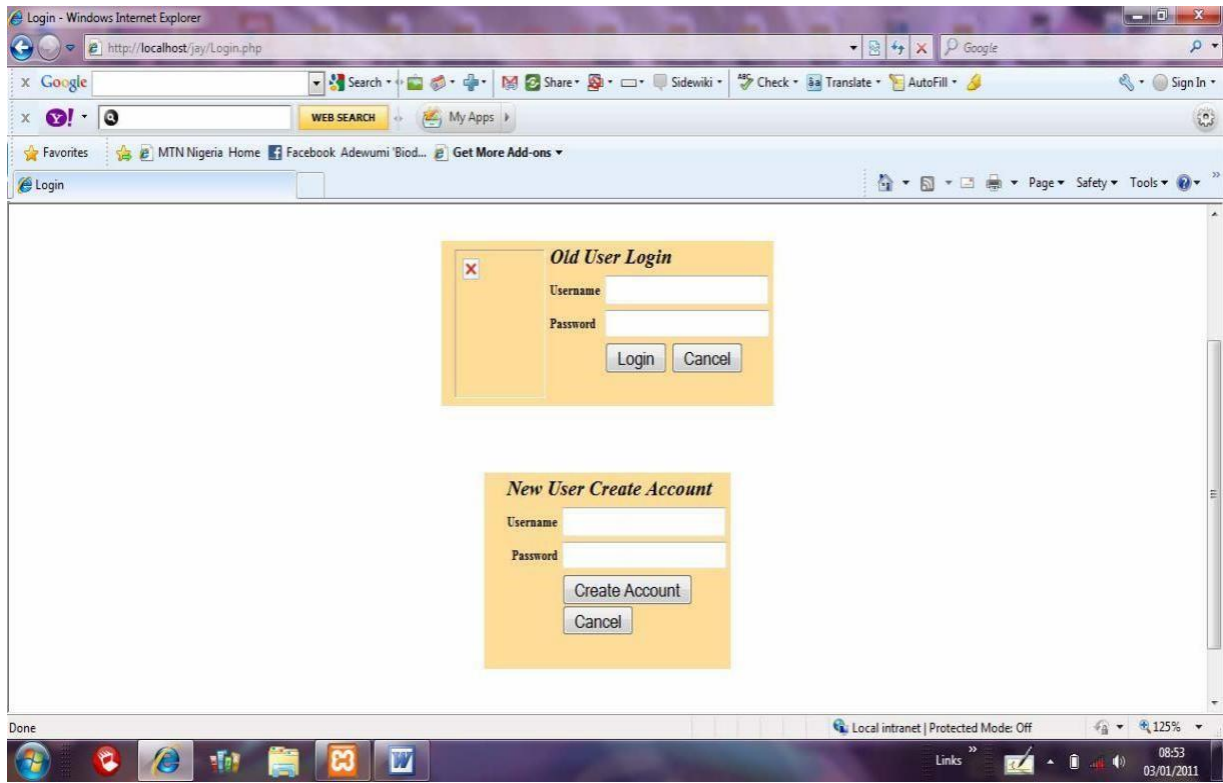 Login - Windows Internet Explorer
http://localhost/jay/Login.php Google
x Google Search Share Sidewiki Check Translate AutoFill Sign In
x Y! WEB SEARCH My Apps
Favorites MTN Nigeria Home Facebook Adewumi 'Biod... Get More Add-ons
Login Page Safety Tools
Old User Login
Username
Password
Login Cancel
New User Create Account
Username
Password
Create Account
Cancel
Done Local intranet | Protected Mode: Off 125%
Links 08:53
03/01/2011